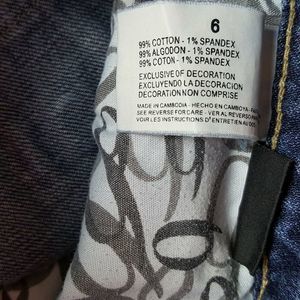 6
99% COTTON - 1% SPANDEX
99% ALGODON - 1% SPANDEX
99% COTON - 1% SPANDEX
EXCLUSIVE OF DECORATION
EXCLUYENDO LA DECORACION
DECORATION NON COMPRISE
MADE IN CAMBODIA - HECHO EN CAMBOYA -
SEE REVERSE FOR CARE - VER AL REVERSO
VOIR LES INSTRUCTIONS D'ENTRETIEN AU